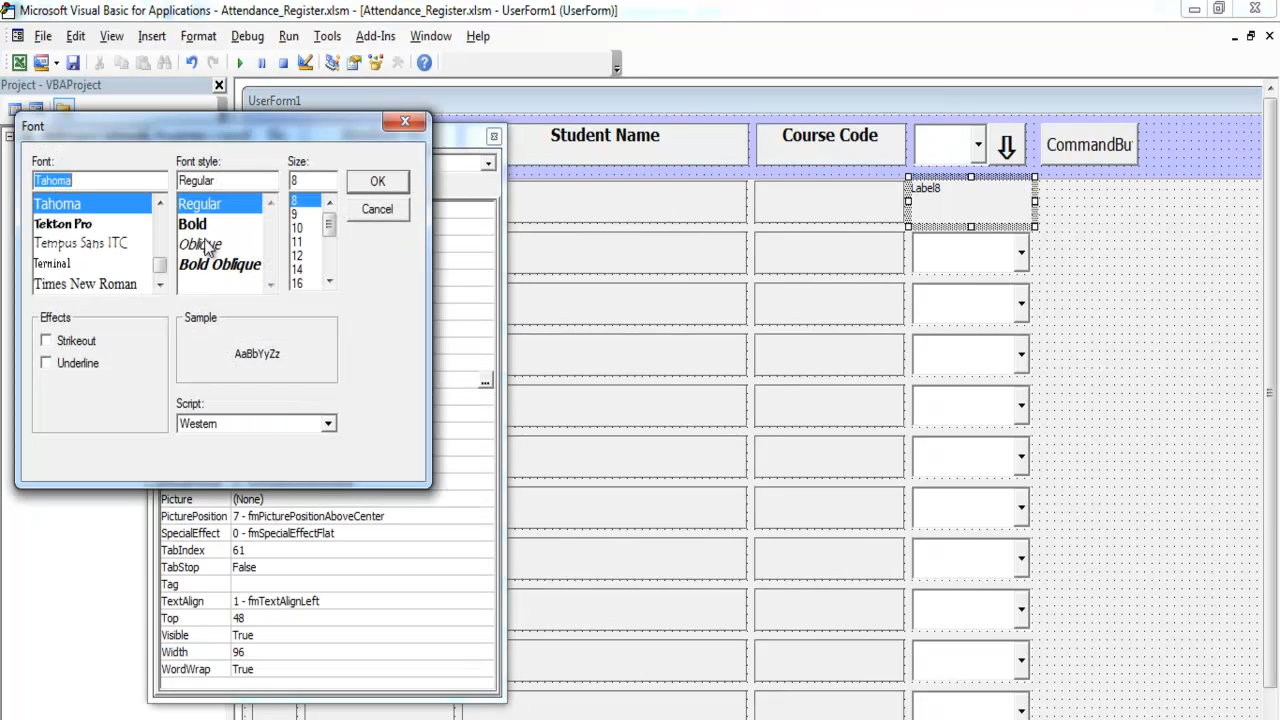 Microsoft Visual Basic for Applications - Attendance_Register.xlsm - [Attendance_Register.xlsm - UserForm1 (UserForm)]
File Edit View Insert Format Debug Run Tools Add-Ins Window Help
Project - VBAProject
UserForm1
Font
Student Name
Course Code
CommandBu
Font:
Font style:
Size:
Tahoma
Regular
8
OK
Label8
Tahoma
Regular
8
Cancel
Tekton Pro
Bold
9
10
Tempus Sans ITC
Oblique
11
Terminal
Bold Oblique
12
14
Times New Roman
16
Effects
Sample
Strikeout
AaBbYyZz
Underline
Script:
Western
Picture (None)
PicturePosition 7 - fmPicturePositionAboveCenter
SpecialEffect 0 - fmSpecialEffectFlat
TabIndex 61
TabStop False
Tag
TextAlign 1 - fmTextAlignLeft
Top 48
Visible True
Width 96
WordWrap True